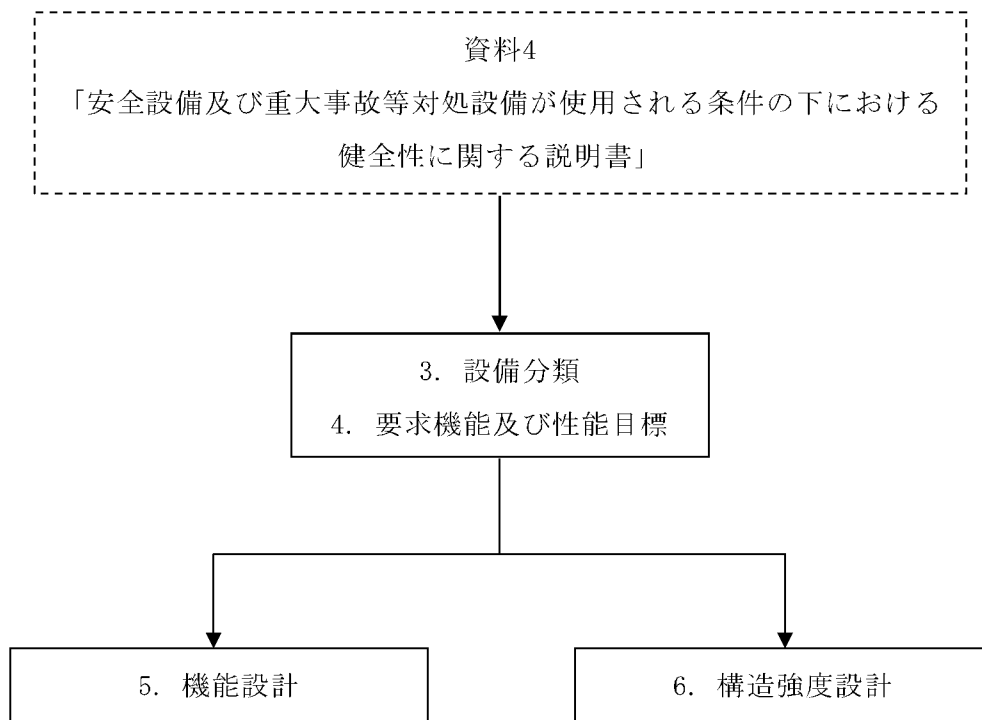 資料4
「安全設備及び重大事故等対処設備が使用される条件の下における
健全性に関する説明書」
3. 設備分類
4. 要求機能及び性能目標
5. 機能設計
6. 構造強度設計